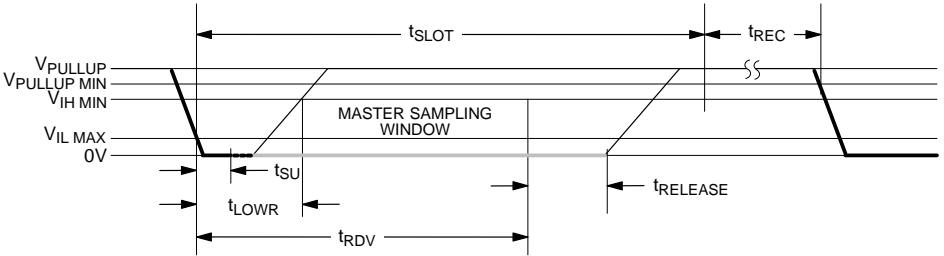 tSLOT
tREC
VPULLUP
VPULLUP MIN
VIH MIN
MASTER SAMPLING
WINDOW
VIL MAX
0V
tSU
tRELEASE
tLOWR
tRDV